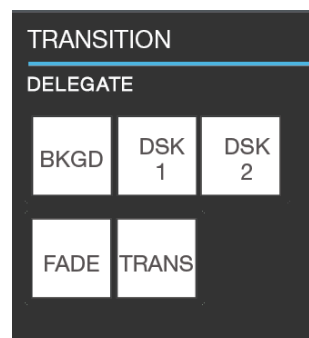 TRANSITION
DELEGATE
BKGD
DSK
1
DSK
2
FADE
TRANS